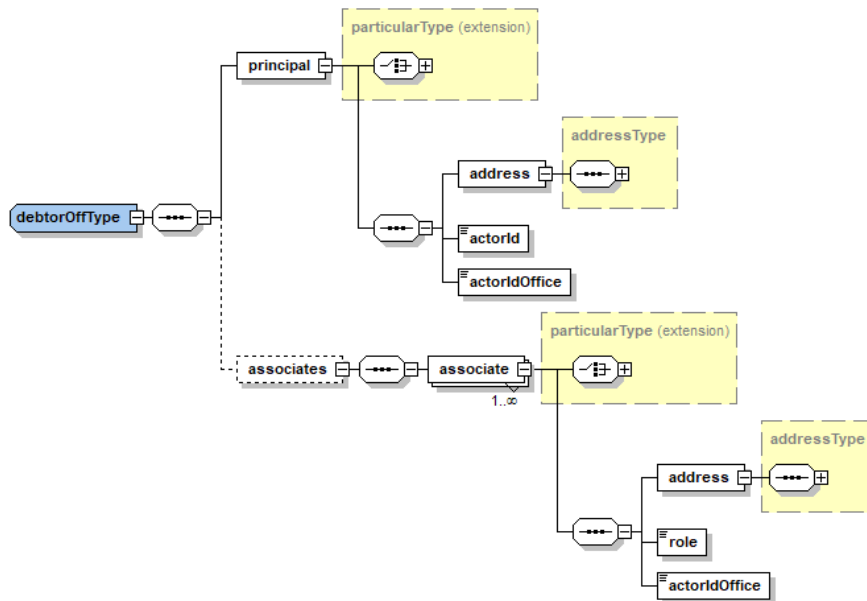 particularType (extension)
principal
addressType
address
debtorOffType
actorId
actorIdOffice
particularType (extension)
associates
associate
1..∞
addressType
address
role
actorIdOffice